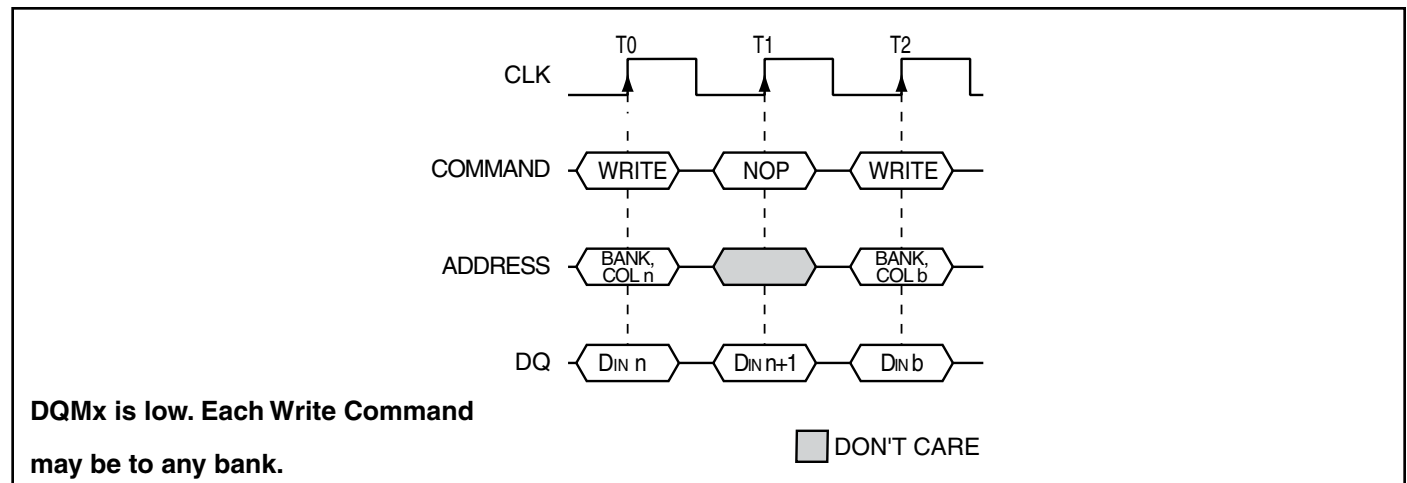 T0 T1 T2
CLK
COMMAND WRITE NOP WRITE
ADDRESS BANK, COL n BANK, COL b
DQ DIN n DIN n+1 DIN b
DQMx is low. Each Write Command
may be to any bank.
DON'T CARE